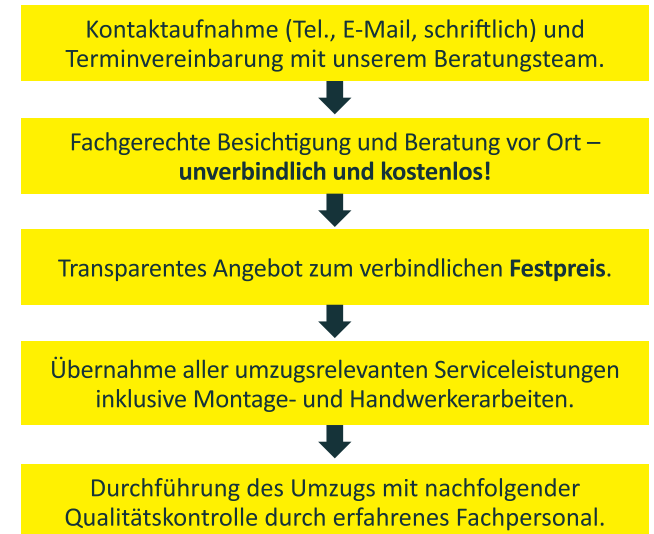 Kontaktaufnahme (Tel., E-Mail, schriftlich) und
Terminvereinbarung mit unserem Beratungsteam.
Fachgerechte Besichtigung und Beratung vor Ort –
unverbindlich und kostenlos!
Transparentes Angebot zum verbindlichen Festpreis.
Übernahme aller umzugsrelevanten Serviceleistungen
inklusive Montage- und Handwerkerarbeiten.
Durchführung des Umzugs mit nachfolgender
Qualitätskontrolle durch erfahrenes Fachpersonal.